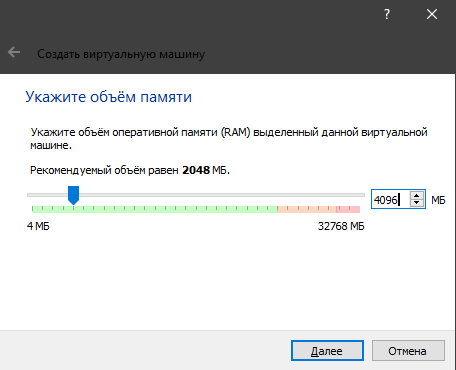 Создать виртуальную машину
Укажите объём памяти
Укажите объём оперативной памяти (RAM) выделенный данной виртуальной
машине.
Рекомендуемый объём равен 2048 МБ.
4096 МБ
4 МБ 32768 МБ
Далее Отмена